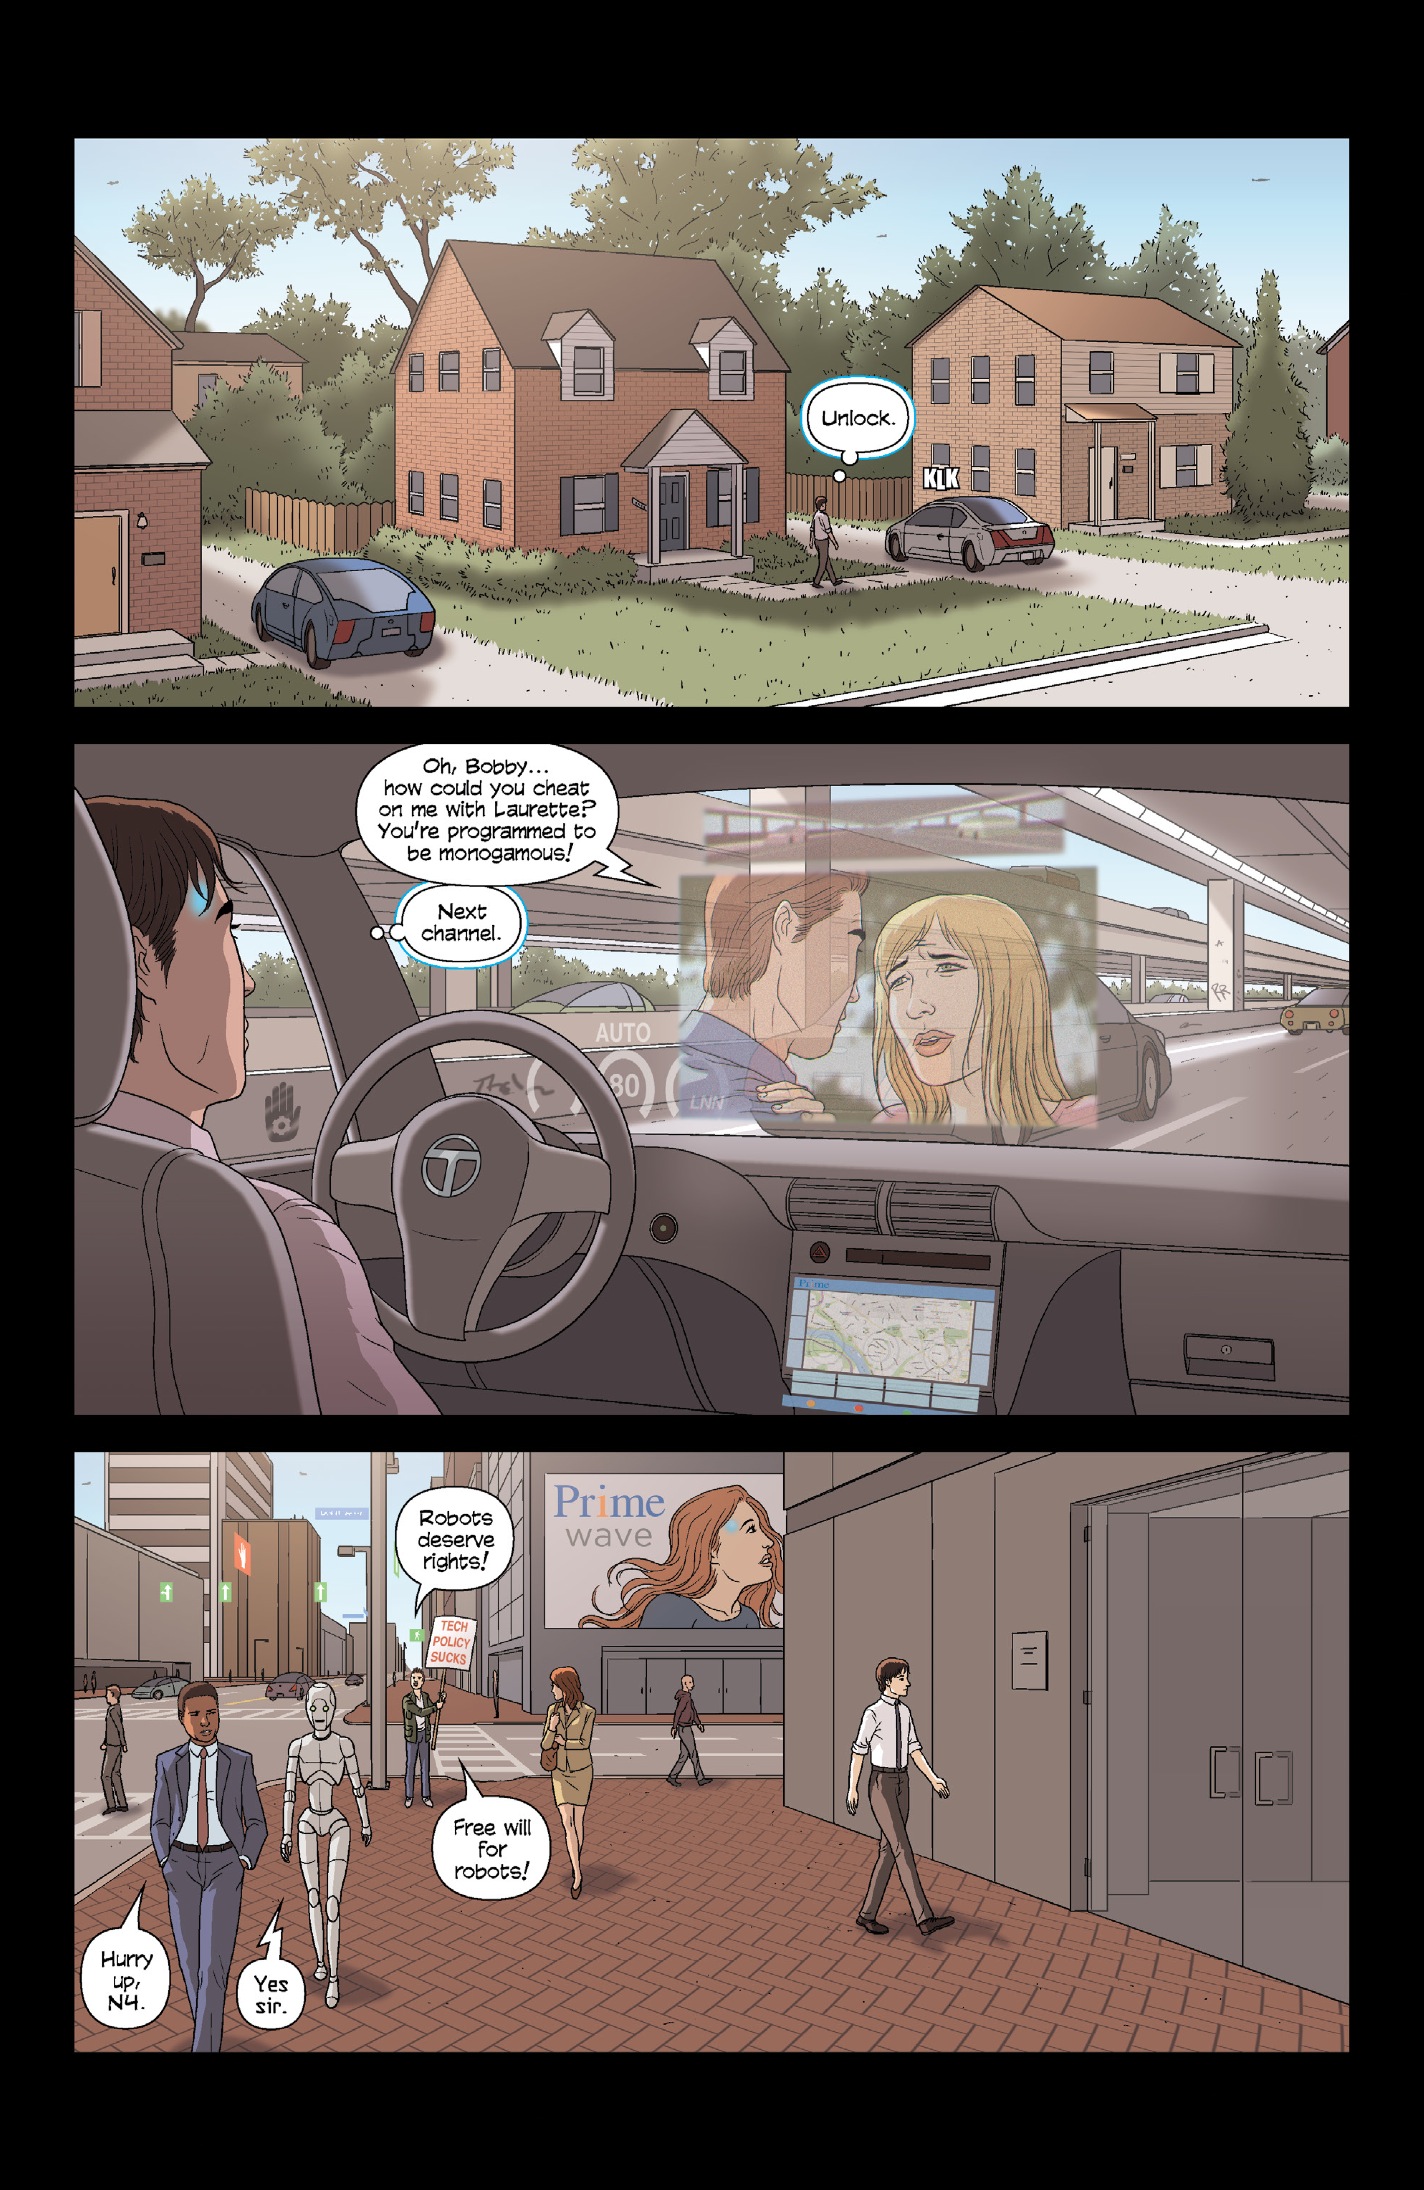 Unlock.
KLK
Oh, Bobby...
how could you cheat
on me with Laurette?
You're programmed to
be monogamous!
Next
channel.
AUTO
80
LNN
Prime
Prime
wave
Robots
deserve
rights!
TECH
POLICY
SUCKS
Free will
for
robots!
Hurry
up,
N4.
Yes
sir.